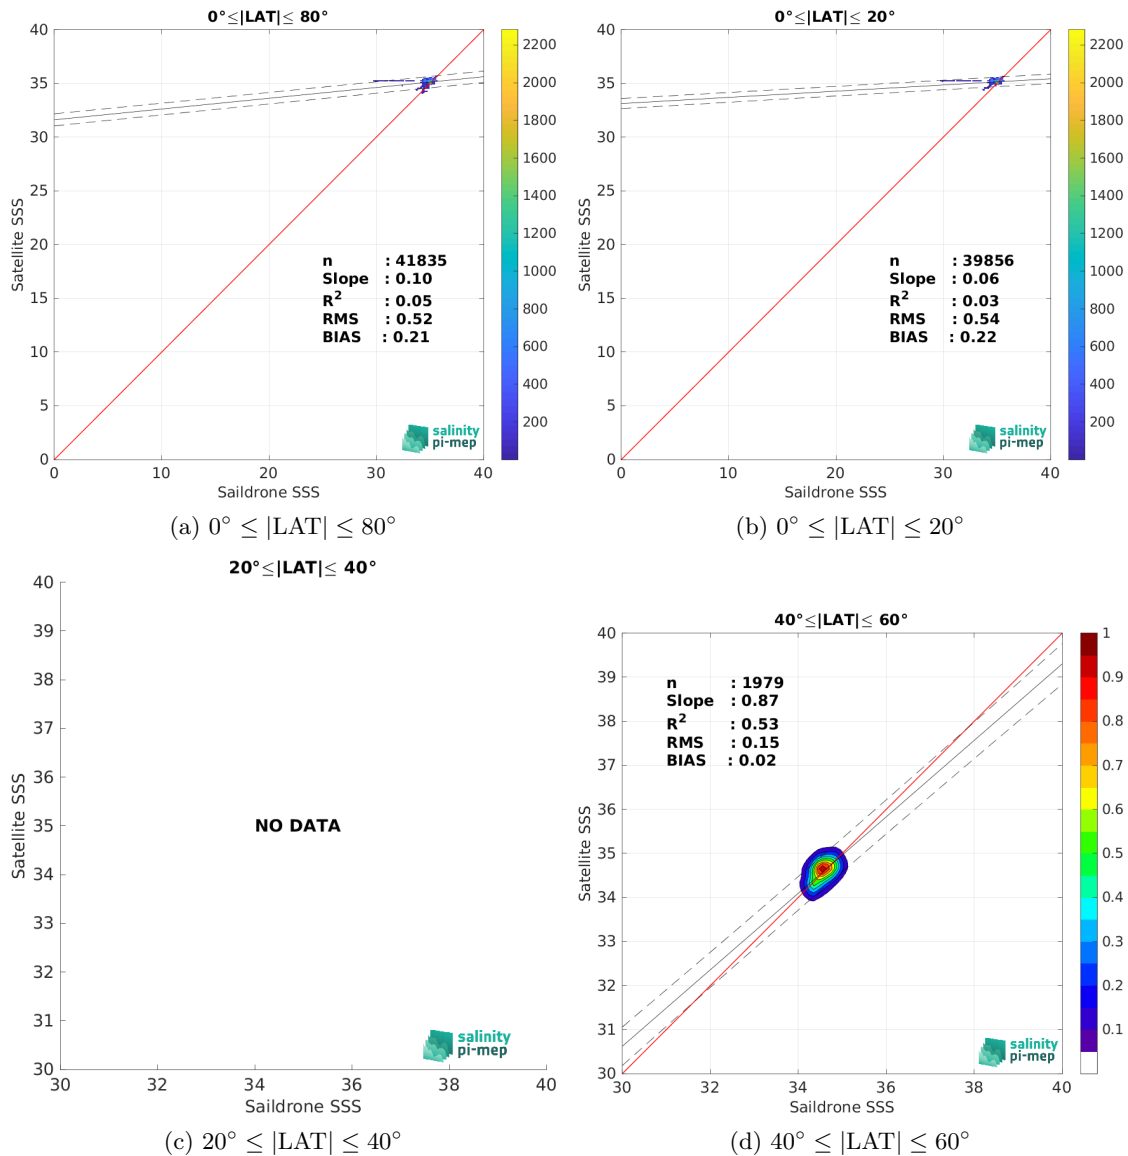 0°≤|LAT|≤ 80°
40
35
30
25
20
15
10
5
0
Satellite SSS
n : 41835
Slope : 0.10
R² : 0.05
RMS : 0.52
BIAS : 0.21
salinity
pi-mep
0 10 20 30 40
Saildrone SSS
2200
2000
1800
1600
1400
1200
1000
800
600
400
200
(a) 0° ≤ |LAT| ≤ 80°
0°≤|LAT|≤ 20°
40
35
30
25
20
15
10
5
0
Satellite SSS
n : 39856
Slope : 0.06
R² : 0.03
RMS : 0.54
BIAS : 0.22
salinity
pi-mep
0 10 20 30 40
Saildrone SSS
2200
2000
1800
1600
1400
1200
1000
800
600
400
200
(b) 0° ≤ |LAT| ≤ 20°
20°≤|LAT|≤ 40°
40
39
38
37
36
35
34
33
32
31
30
Satellite SSS
NO DATA
salinity
pi-mep
30 32 34 36 38 40
Saildrone SSS
(c) 20° ≤ |LAT| ≤ 40°
40°≤|LAT|≤ 60°
40
39
38
37
36
35
34
33
32
31
30
Satellite SSS
n : 1979
Slope : 0.87
R² : 0.53
RMS : 0.15
BIAS : 0.02
salinity
pi-mep
30 32 34 36 38 40
Saildrone SSS
1
0.9
0.8
0.7
0.6
0.5
0.4
0.3
0.2
0.1
(d) 40° ≤ |LAT| ≤ 60°